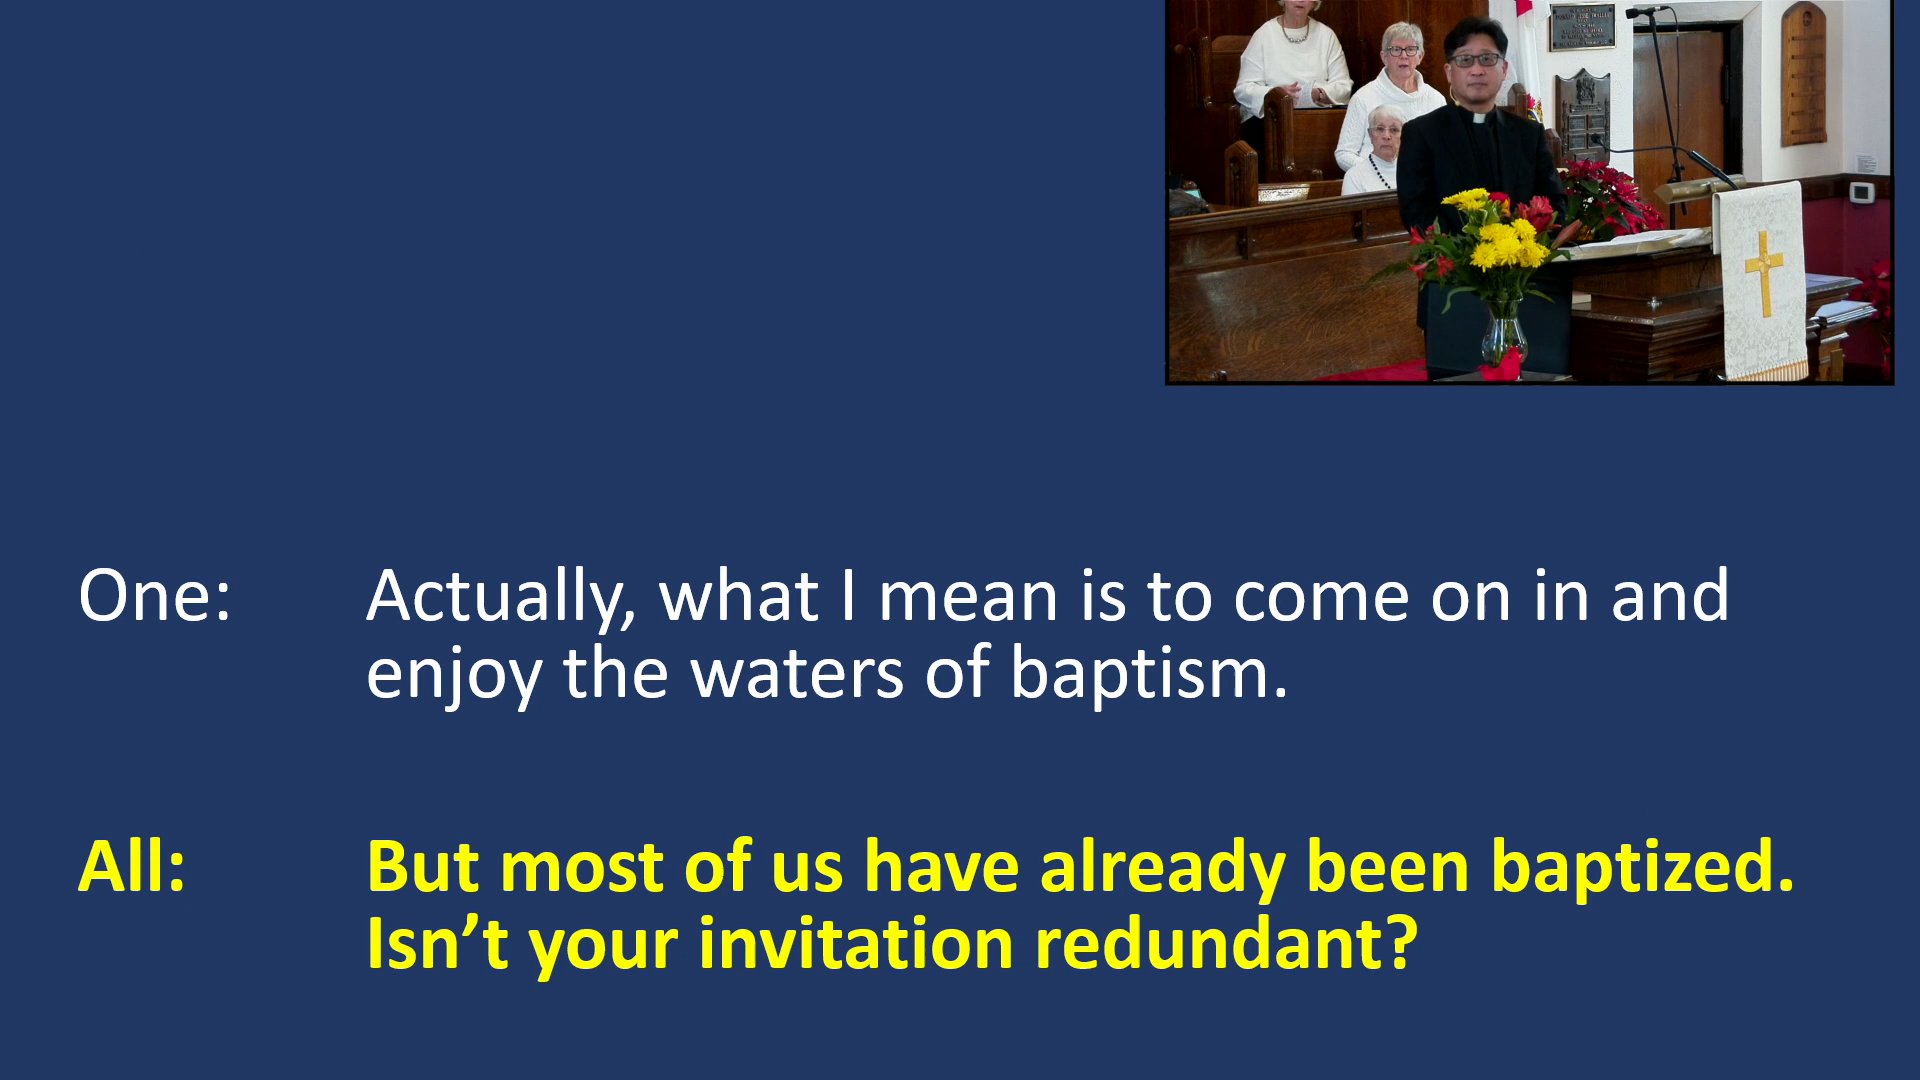 One: Actually, what I mean is to come on in and
enjoy the waters of baptism.
All: But most of us have already been baptized.
Isn’t your invitation redundant?